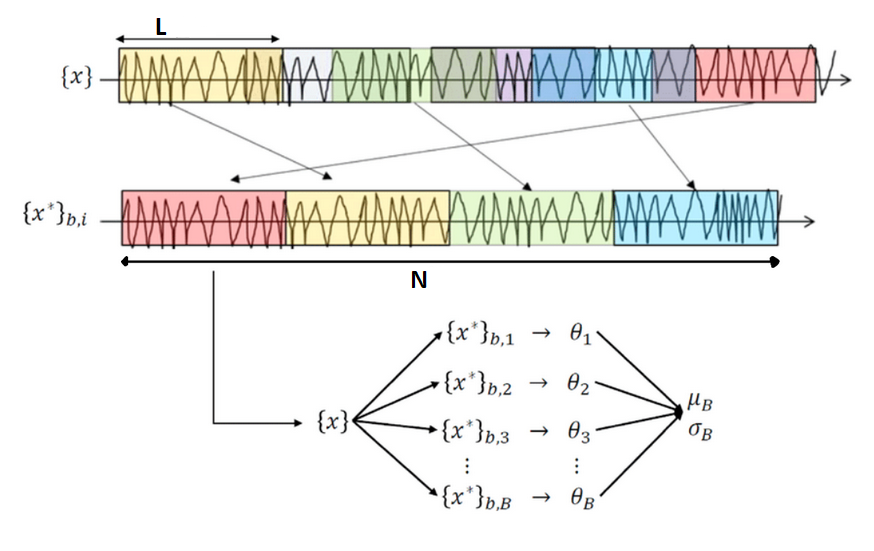 L
{x}
{x*}b,i
N
{x*}b,1 → θ1
{x*}b,2 → θ2
μB
{x}
{x*}b,3 → θ3
σB
⋮ ⋮
{x*}b,B → θB